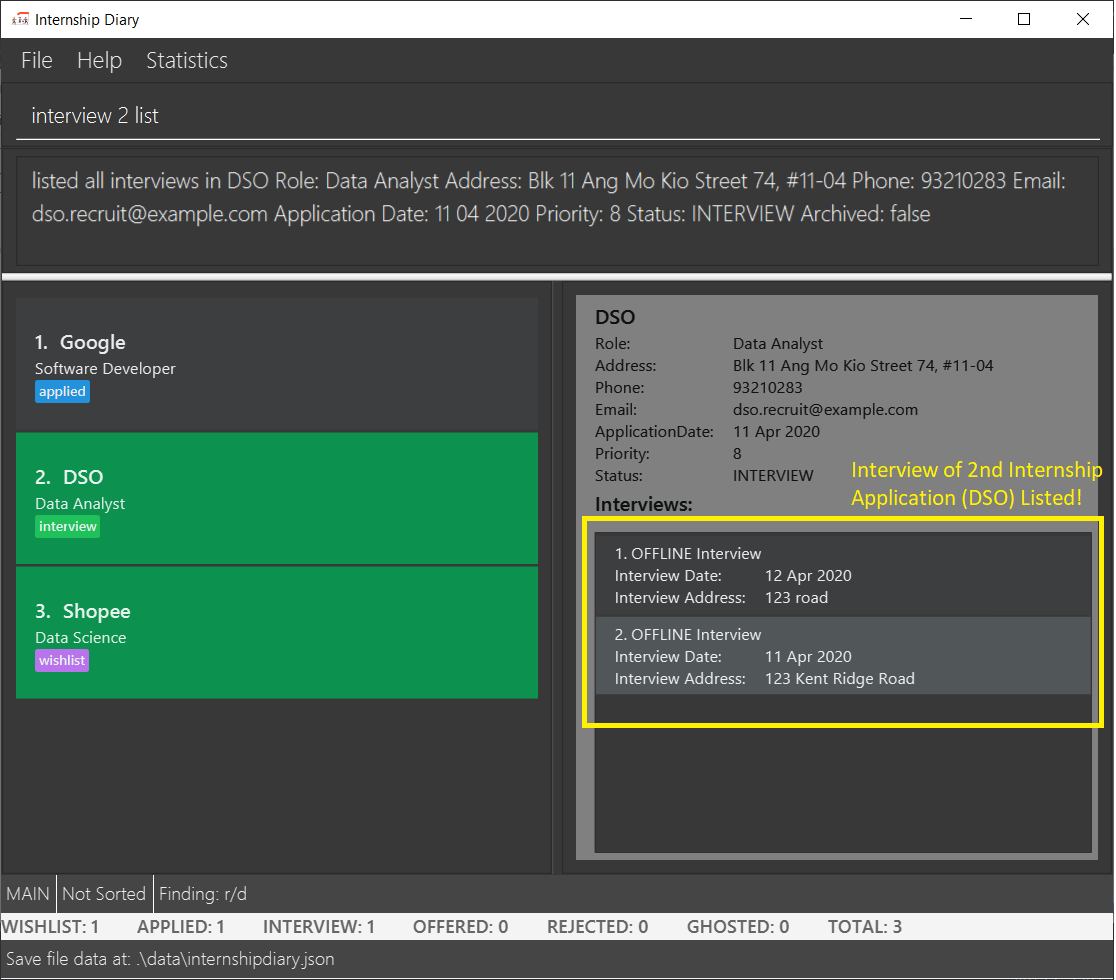 Internship Diary
File Help Statistics
interview 2 list
listed all interviews in DSO Role: Data Analyst Address: Blk 11 Ang Mo Kio Street 74, #11-04 Phone: 93210283 Email:
dso.recruit@example.com Application Date: 11 04 2020 Priority: 8 Status: INTERVIEW Archived: false
1. Google
Software Developer
applied
2. DSO
Data Analyst
interview
3. Shopee
Data Science
wishlist
DSO
Role: Data Analyst
Address: Blk 11 Ang Mo Kio Street 74, #11-04
Phone: 93210283
Email: dso.recruit@example.com
ApplicationDate: 11 Apr 2020
Priority: 8
Status: INTERVIEW
Interview of 2nd Internship
Application (DSO) Listed!
Interviews:
1. OFFLINE Interview
Interview Date: 12 Apr 2020
Interview Address: 123 road
2. OFFLINE Interview
Interview Date: 11 Apr 2020
Interview Address: 123 Kent Ridge Road
MAIN Not Sorted Finding: r/d
WISHLIST: 1 APPLIED: 1 INTERVIEW: 1 OFFERED: 0 REJECTED: 0 GHOSTED: 0 TOTAL: 3
Save file data at: .\data\internshipdiary.json